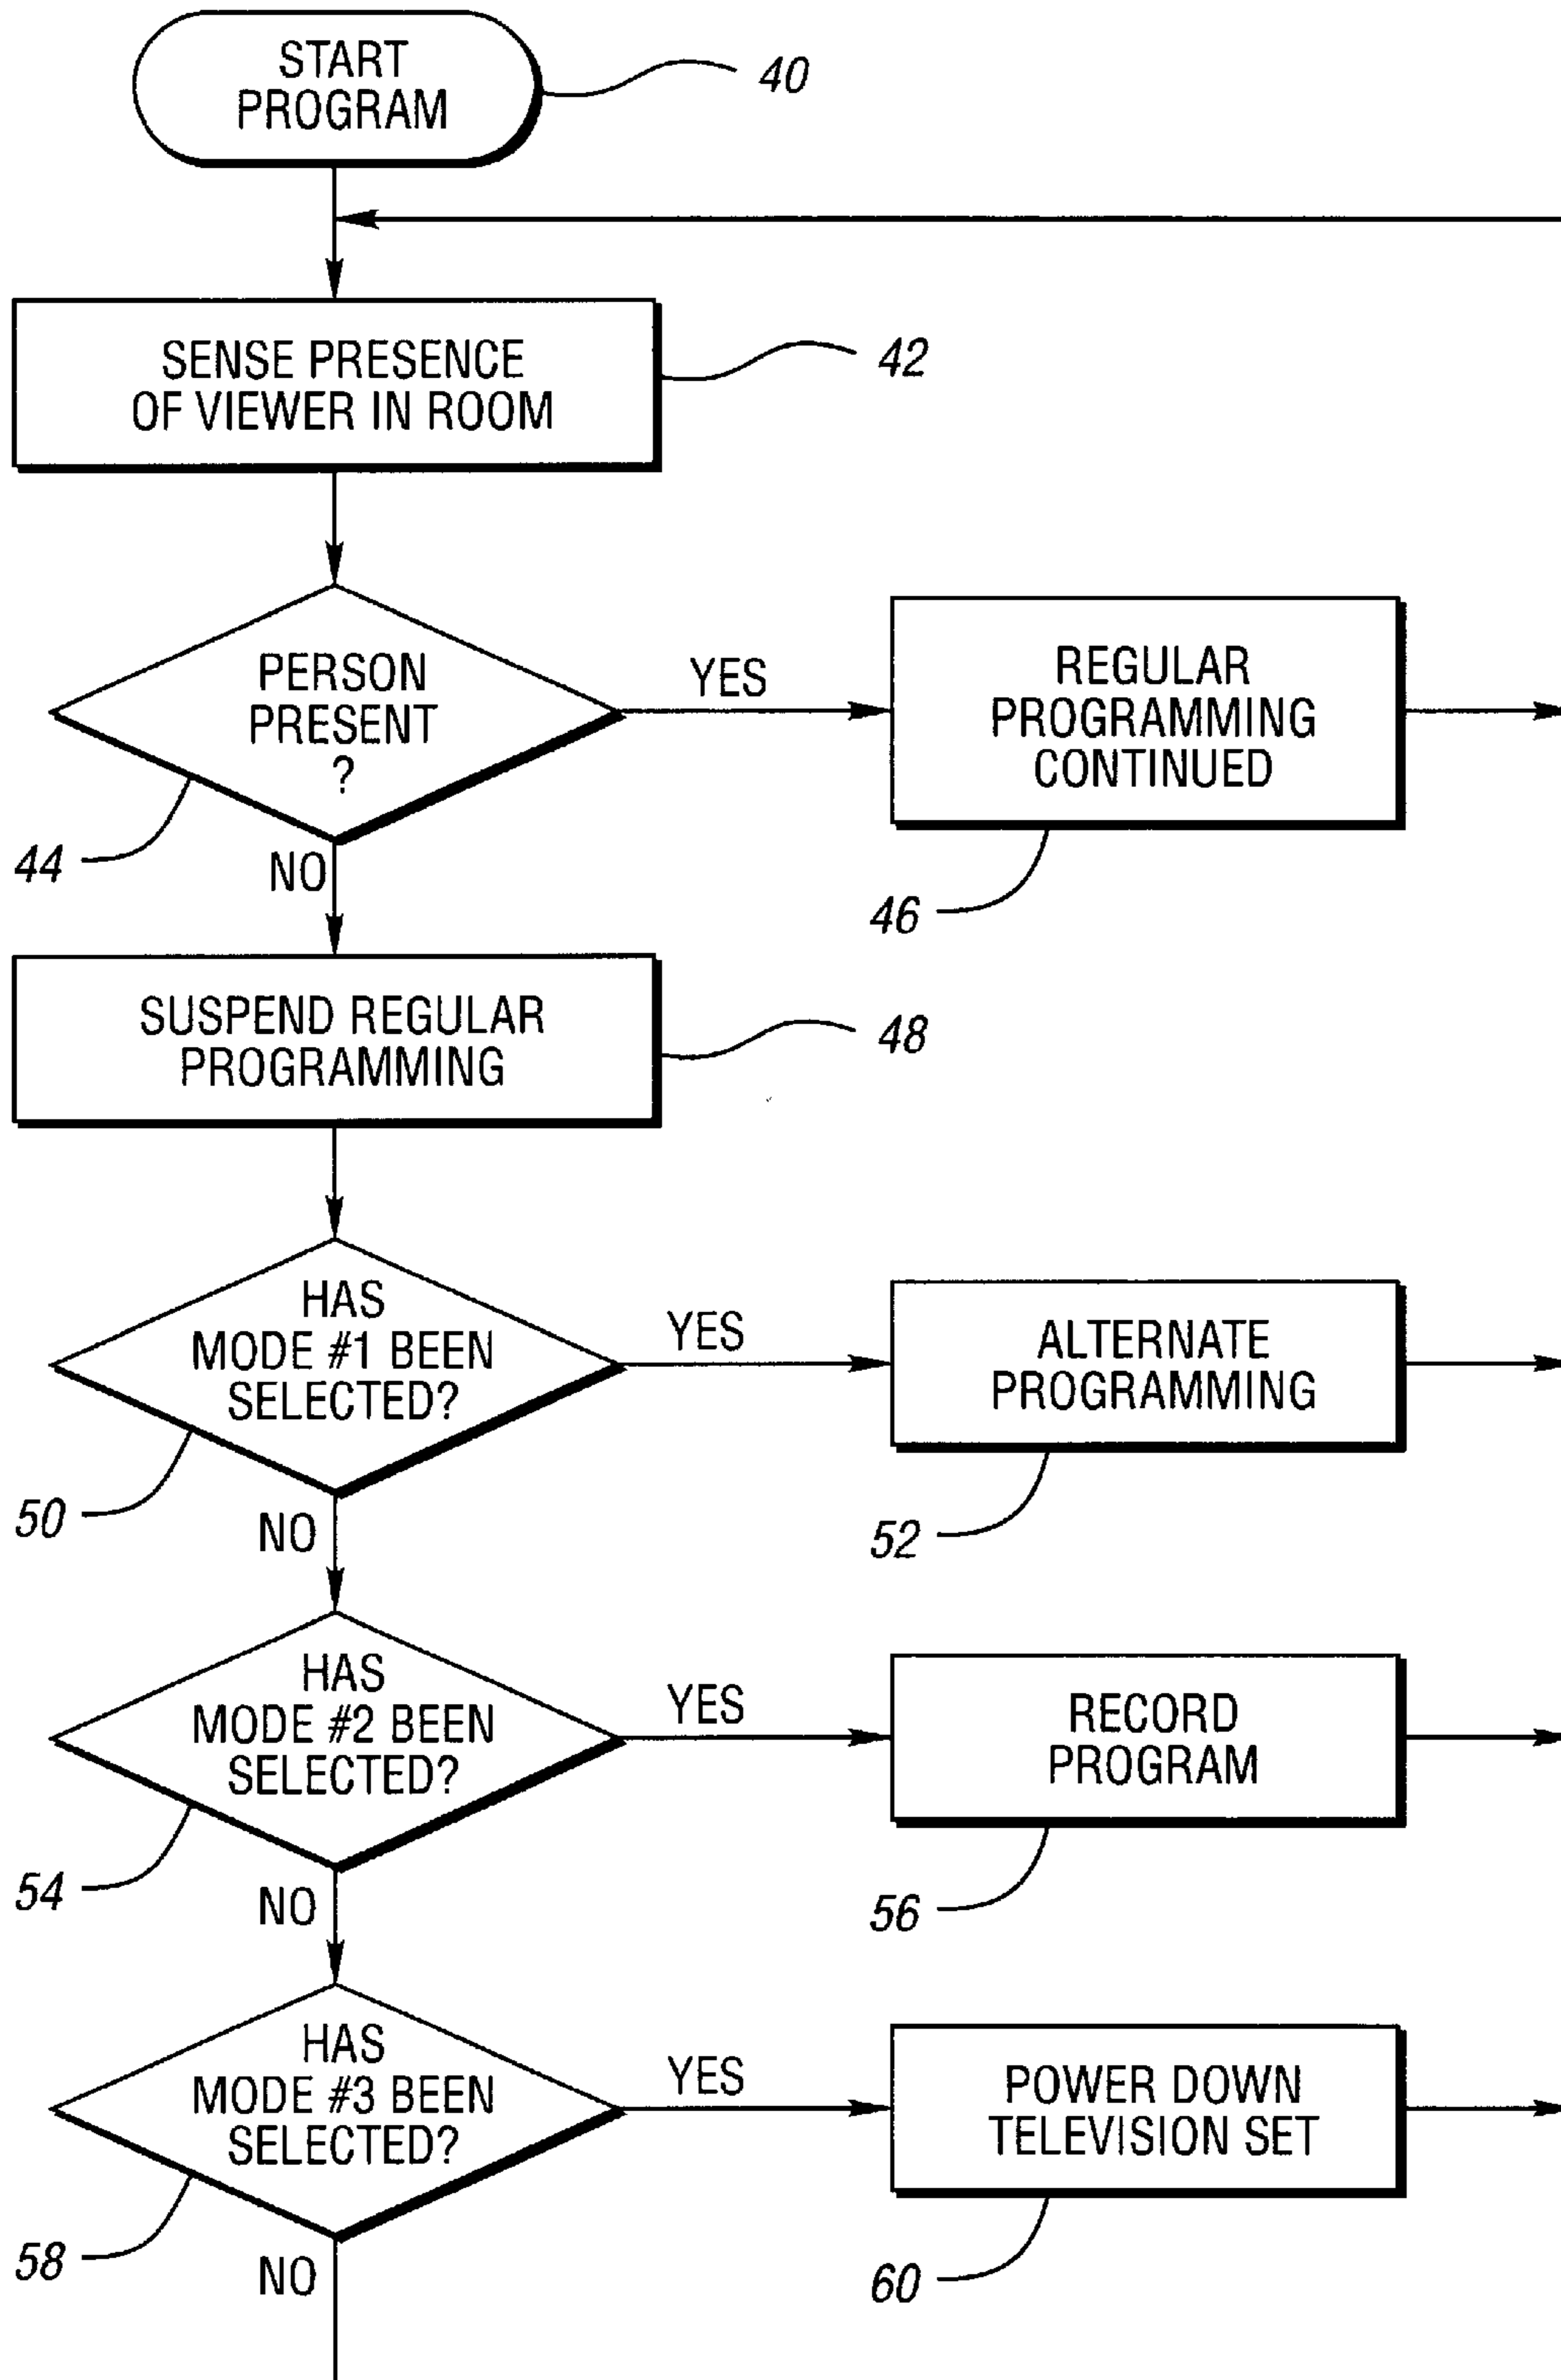 START
PROGRAM
40
SENSE PRESENCE
OF VIEWER IN ROOM
42
PERSON
PRESENT
?
YES
REGULAR
PROGRAMMING
CONTINUED
44
NO
46
SUSPEND REGULAR
PROGRAMMING
48
HAS
MODE #1 BEEN
SELECTED?
YES
ALTERNATE
PROGRAMMING
50
NO
52
HAS
MODE #2 BEEN
SELECTED?
YES
RECORD
PROGRAM
54
NO
56
HAS
MODE #3 BEEN
SELECTED?
YES
POWER DOWN
TELEVISION SET
58
NO
60